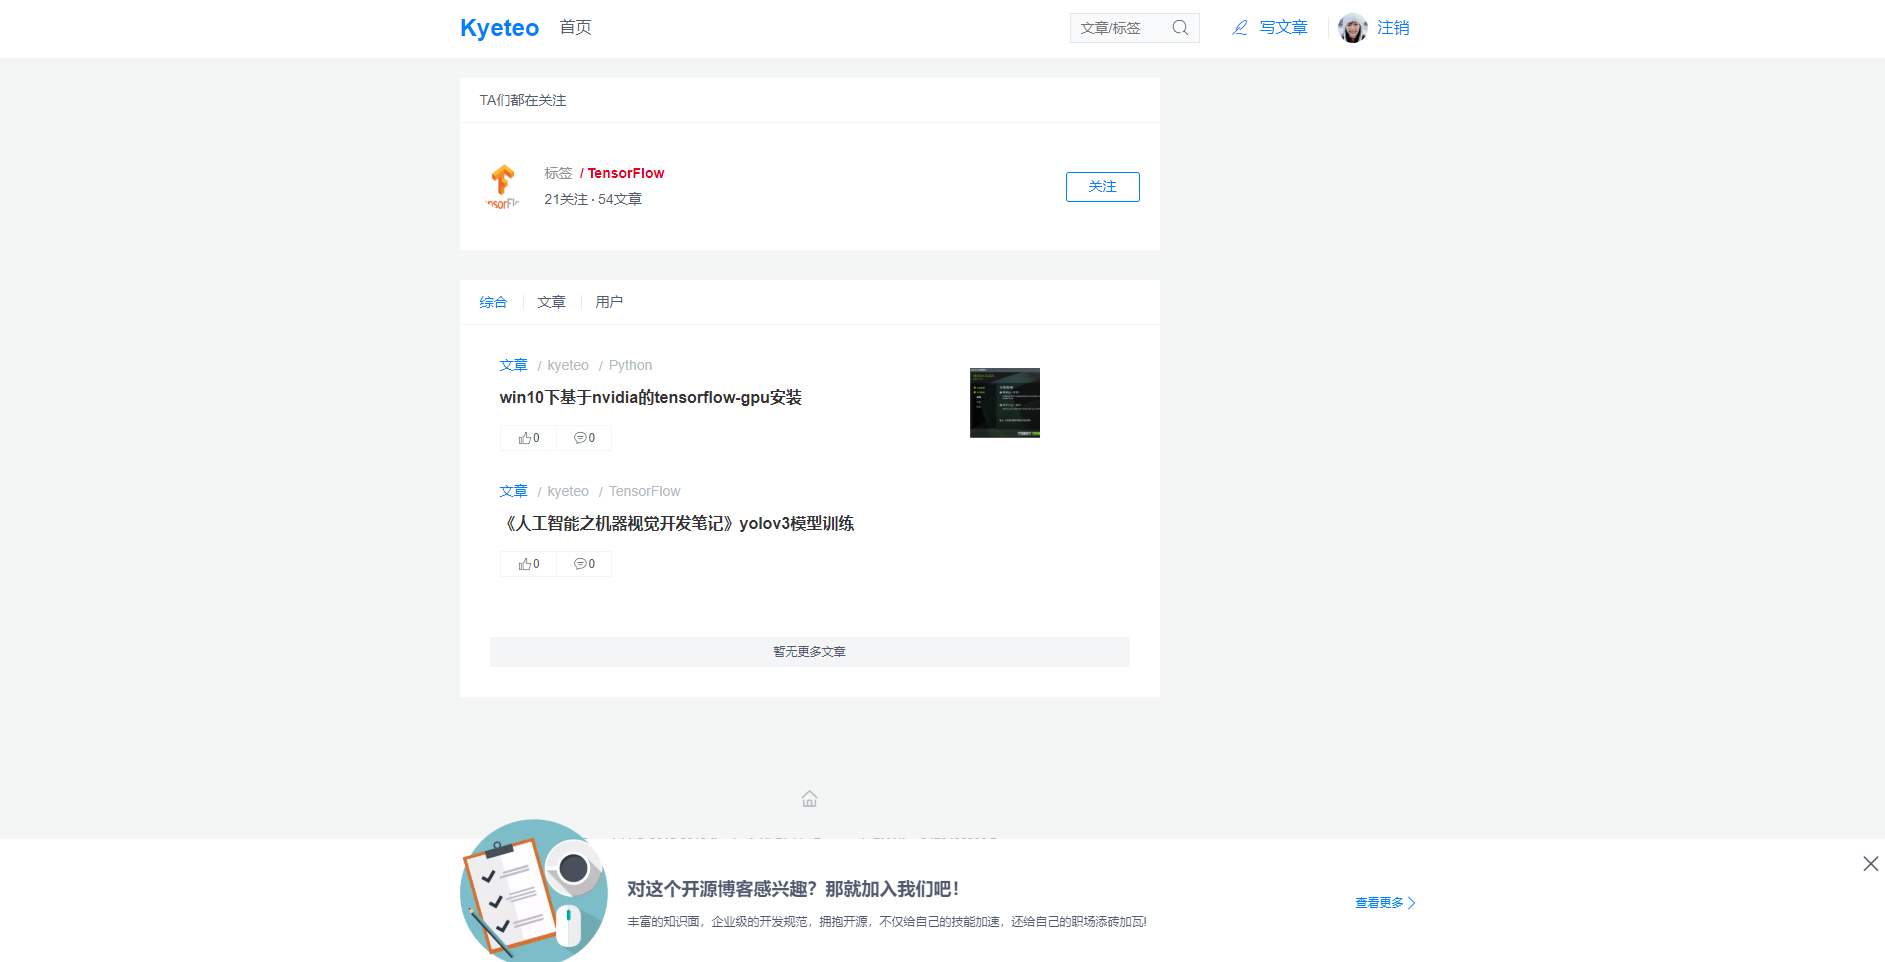 Kyeteo 首页 文章/标签 写文章 注销
TA们都在关注
标签 / TensorFlow
21关注 · 54文章
关注
综合 文章 用户
文章 / kyeteo / Python
win10下基于nvidia的tensorflow-gpu安装
0 0
文章 / kyeteo / TensorFlow
《人工智能之机器视觉开发笔记》yolov3模型训练
0 0
暂无更多文章
对这个开源博客感兴趣？那就加入我们吧！
丰富的知识面，企业级的开发规范，拥抱开源，不仅给自己的技能加速，还给自己的职场添砖加瓦!
查看更多